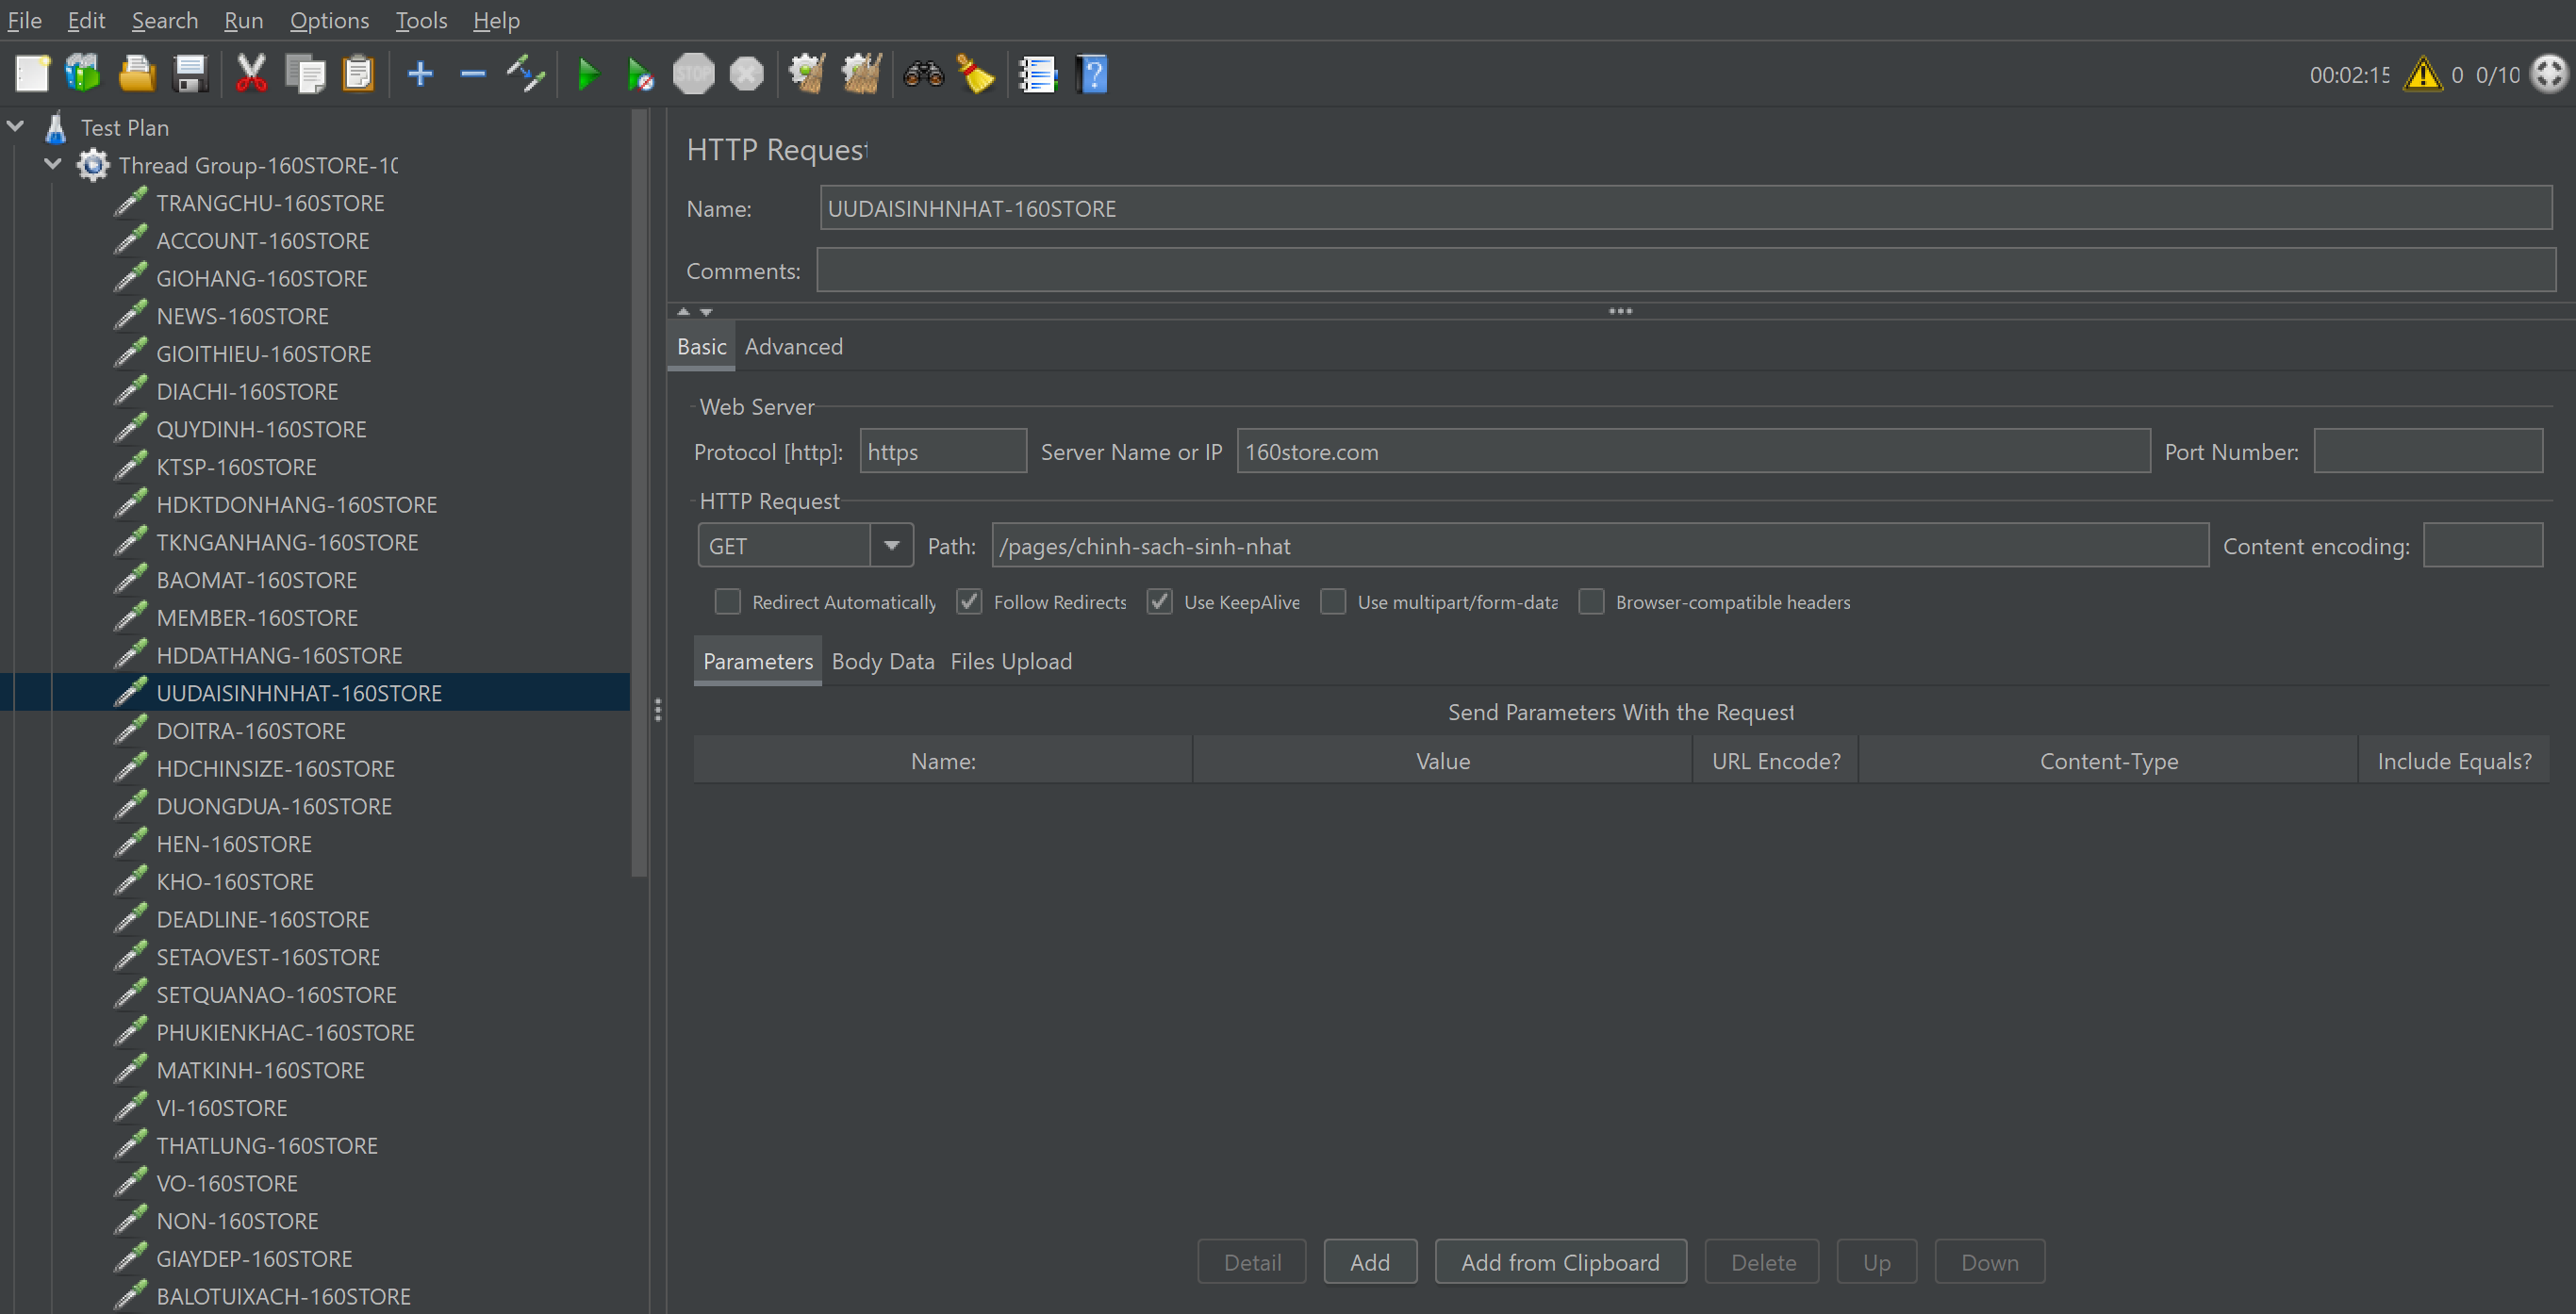 File Edit Search Run Options Tools Help
STOP
00:02:15 0 0/10
Test Plan
Thread Group-160STORE-10
TRANGCHU-160STORE
ACCOUNT-160STORE
GIOHANG-160STORE
NEWS-160STORE
GIOITHIEU-160STORE
DIACHI-160STORE
QUYDINH-160STORE
KTSP-160STORE
HDKTDONHANG-160STORE
TKNGANHANG-160STORE
BAOMAT-160STORE
MEMBER-160STORE
HDDATHANG-160STORE
UUDAISINHNHAT-160STORE
DOITRA-160STORE
HDCHINSIZE-160STORE
DUONGDUA-160STORE
HEN-160STORE
KHO-160STORE
DEADLINE-160STORE
SETAOVEST-160STORE
SETQUANAO-160STORE
PHUKIENKHAC-160STORE
MATKINH-160STORE
VI-160STORE
THATLUNG-160STORE
VO-160STORE
NON-160STORE
GIAYDEP-160STORE
BALOTUIXACH-160STORE
HTTP Request
Name: UUDAISINHNHAT-160STORE
Comments:
Basic Advanced
Web Server
Protocol [http]: https Server Name or IP 160store.com Port Number:
HTTP Request
GET Path: /pages/chinh-sach-sinh-nhat Content encoding:
Redirect Automatically Follow Redirects Use KeepAlive Use multipart/form-data Browser-compatible headers
Parameters Body Data Files Upload
Send Parameters With the Request
Name: Value URL Encode? Content-Type Include Equals?
Detail Add Add from Clipboard Delete Up Down